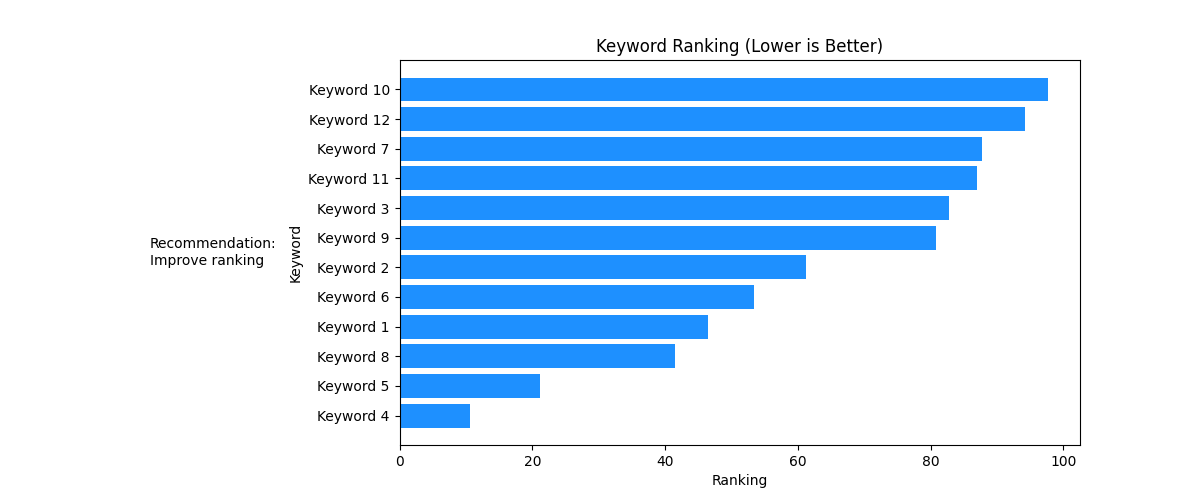 Keyword Ranking (Lower is Better)
Keyword 10
Keyword 12
Keyword 7
Keyword 11
Keyword 3
Keyword 9
Keyword 2
Keyword 6
Keyword 1
Keyword 8
Keyword 5
Keyword 4
Keyword
Recommendation:
Improve ranking
0 20 40 60 80 100
Ranking